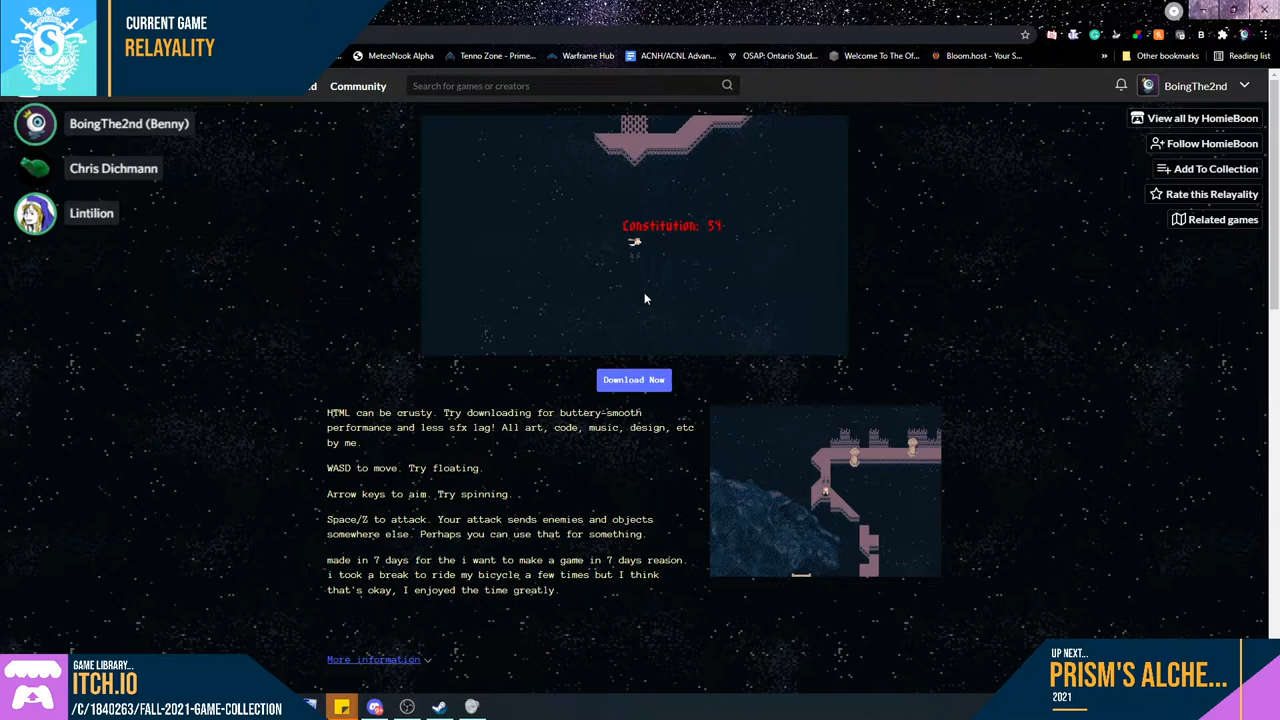 CURRENT GAME
RELAYALITY
MeteoNook Alpha
Tenno Zone - Prime...
Warframe Hub
ACNH/ACNL Advan...
OSAP: Ontario Stud...
Welcome To The Of...
Bloom.host - Your S...
»
Other bookmarks
Reading list
Community
Search for games or creators
BoingThe2nd
BoingThe2nd (Benny)
Chris Dichmann
Lintilion
View all by HomieBoon
Follow HomieBoon
Add To Collection
Rate this Relayality
Related games
Constitution: 54
Download Now
HTML can be crusty. Try downloading for buttery-smooth
performance and less sfx lag! All art, code, music, design, etc
by me.
WASD to move. Try floating.
Arrow keys to aim. Try spinning.
Space/Z to attack. Your attack sends enemies and objects
somewhere else. Perhaps you can use that for something.
made in 7 days for the i want to make a game in 7 days reason.
i took a break to ride my bicycle a few times but I think
that's okay, I enjoyed the time greatly.
More information
GAME LIBRARY...
ITCH.IO
/C/1840263/FALL-2021-GAME-COLLECTION
UP NEXT...
PRISM'S ALCHE...
2021